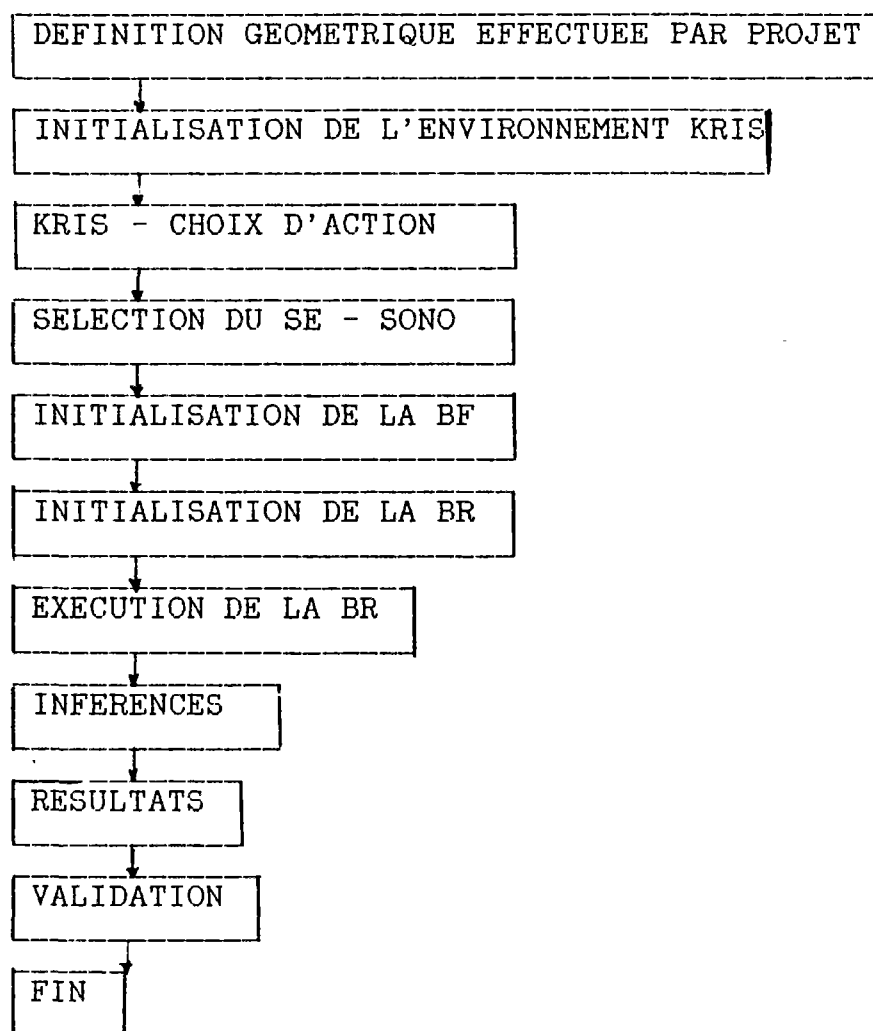 DEFINITION GEOMETRIQUE EFFECTUEE PAR PROJET
INITIALISATION DE L'ENVIRONNEMENT KRIS
KRIS - CHOIX D'ACTION
SELECTION DU SE - SONO
INITIALISATION DE LA BF
INITIALISATION DE LA BR
EXECUTION DE LA BR
INFERENCES
RESULTATS
VALIDATION
FIN